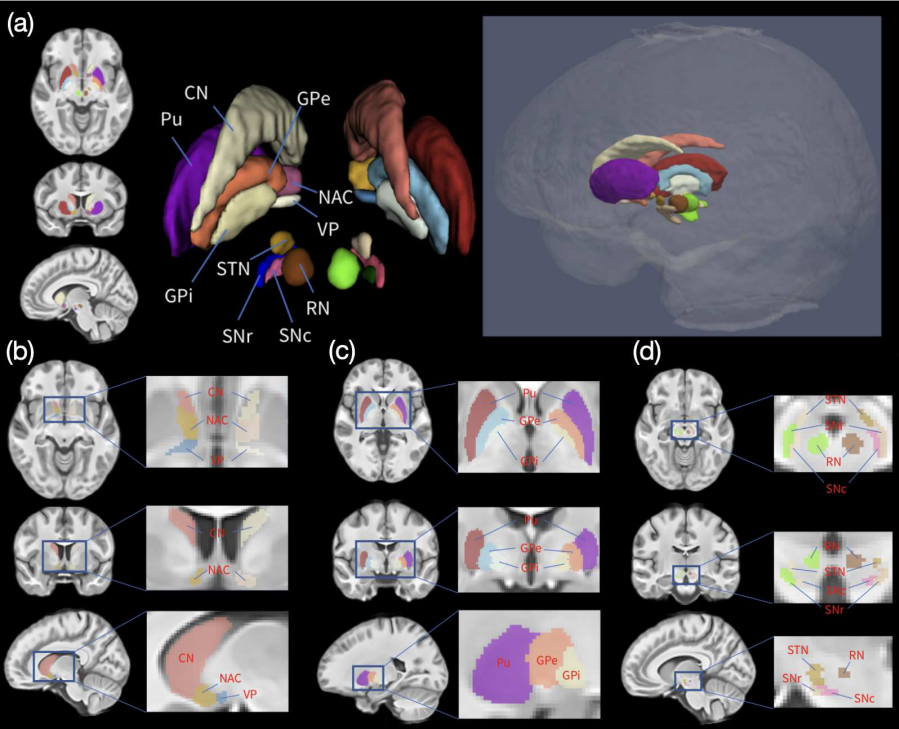 (a)
CN
GPe
Pu
NAC
VP
STN
GPi
RN
SNr
SNc
(b)
CN
NAC
VP
CN
NAC
CN
NAC
VP
(c)
Pu
GPe
GPi
Pu
GPe
GPi
Pu
GPe
GPi
(d)
STN
SNr
RN
SNc
RN
STN
SNr
STN
RN
SNr
SNc